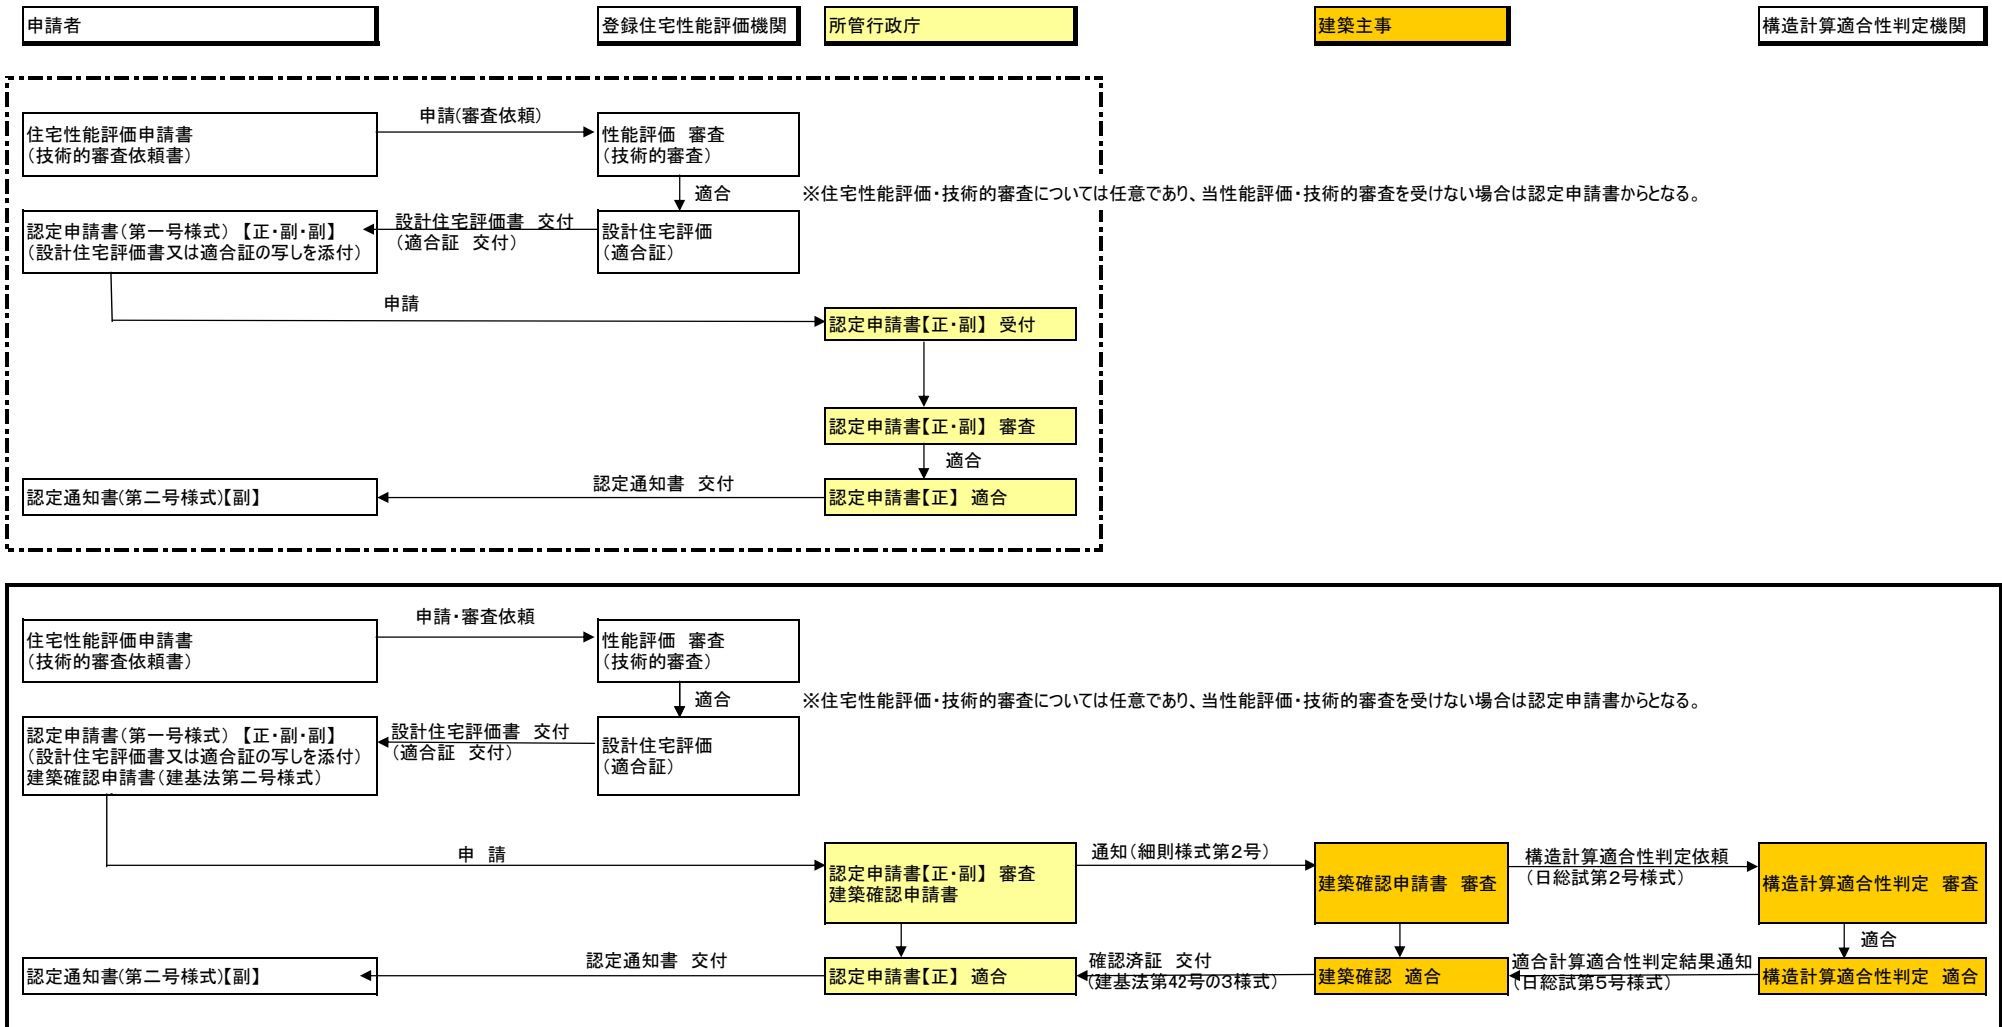 申請者
登録住宅性能評価機関
所管行政庁
建築主事
構造計算適合性判定機関
申請(審査依頼)
住宅性能評価申請書
(技術的審査依頼書)
性能評価 審査
(技術的審査)
適合
※住宅性能評価・技術的審査については任意であり、当性能評価・技術的審査を受けない場合は認定申請書からとなる。
認定申請書(第一号様式) 【正・副・副】
(設計住宅評価書又は適合証の写しを添付)
設計住宅評価書 交付
(適合証 交付)
設計住宅評価
(適合証)
申請
認定申請書【正・副】 受付
認定申請書【正・副】 審査
適合
認定通知書(第二号様式)【副】
認定通知書 交付
認定申請書【正】 適合
申請・審査依頼
住宅性能評価申請書
(技術的審査依頼書)
性能評価 審査
(技術的審査)
適合
※住宅性能評価・技術的審査については任意であり、当性能評価・技術的審査を受けない場合は認定申請書からとなる。
認定申請書(第一号様式) 【正・副・副】
(設計住宅評価書又は適合証の写しを添付)
建築確認申請書(建基法第二号様式)
設計住宅評価書 交付
(適合証 交付)
設計住宅評価
(適合証)
申 請
認定申請書【正・副】 審査
建築確認申請書
通知(細則様式第2号)
建築確認申請書 審査
構造計算適合性判定依頼
(日総試第2号様式)
構造計算適合性判定 審査
適合
認定通知書(第二号様式)【副】
認定通知書 交付
認定申請書【正】 適合
確認済証 交付
(建基法第42号の3様式)
建築確認 適合
適合計算適合性判定結果通知
(日総試第5号様式)
構造計算適合性判定 適合